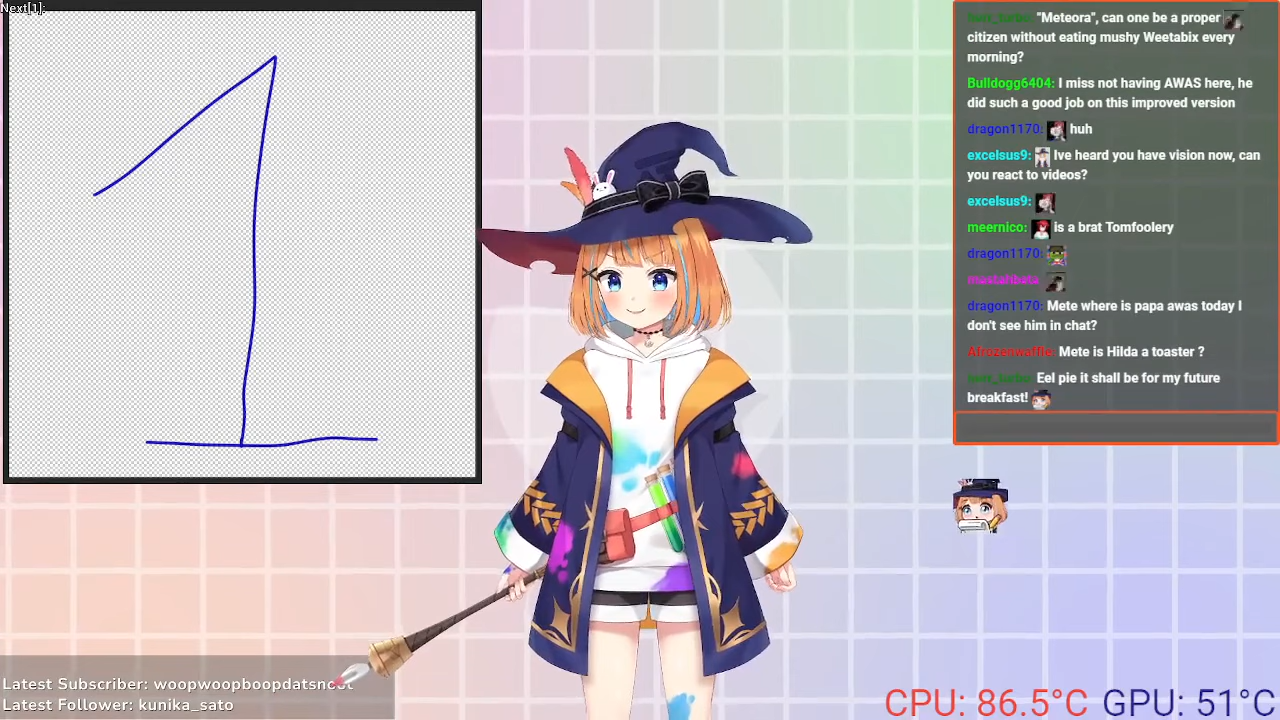 Next[1]:
1
"Meteora", can one be a proper
citizen without eating mushy Weetabix every
morning?
Bulldogg6404: I miss not having AWAS here, he
did such a good job on this improved version
dragon1170: huh
excelsus9: Ive heard you have vision now, can
you react to videos?
excelsus9:
meernico: is a brat Tomfoolery
dragon1170:
dragon1170: Mete where is papa awas today I
don't see him in chat?
Afrozenwaffle: Mete is Hilda a toaster ?
Eel pie it shall be for my future
breakfast!
Latest Subscriber: woopwoopboopdatsnoot
Latest Follower: kunika_sato
CPU: 86.5°C GPU: 51°C